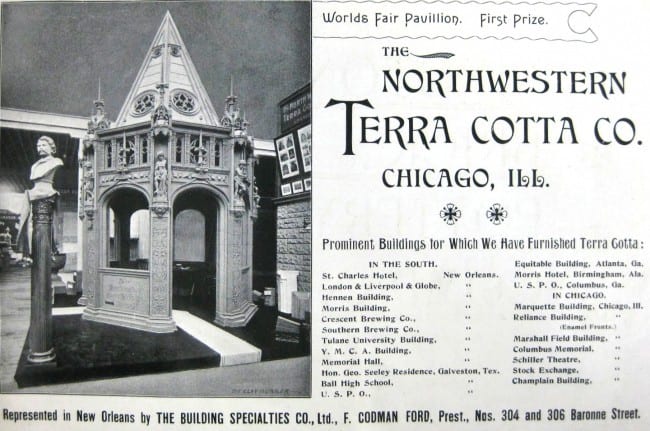 Worlds Fair Pavillion. First Prize.
THE
NORTHWESTERN
TERRA COTTA CO.
CHICAGO, ILL.
Prominent Buildings for Which We Have Furnished Terra Cotta:
IN THE SOUTH.
St. Charles Hotel, New Orleans.
London & Liverpool & Globe, "
Hennen Building, "
Morris Building, "
Crescent Brewing Co., "
Southern Brewing Co., "
Tulane University Building, "
Y. M. C. A. Building, "
Memorial Hall, "
Hon. Geo. Seeley Residence, Galveston, Tex.
Ball High School, "
U. S. P. O., "
Equitable Building, Atlanta, Ga.
Morris Hotel, Birmingham, Ala.
U. S. P. O., Columbus, Ga.
IN CHICAGO.
Marquette Building, Chicago, Ill.
Reliance Building, "
(Enamel Fronts.)
Marshall Field Building, "
Columbus Memorial, "
Schiller Theatre, "
Stock Exchange, "
Champlain Building, "
Represented in New Orleans by THE BUILDING SPECIALTIES CO., Ltd., F. CODMAN FORD, Prest., Nos. 304 and 306 Baronne Street.
NORTHWESTERN
TERRA COTTA